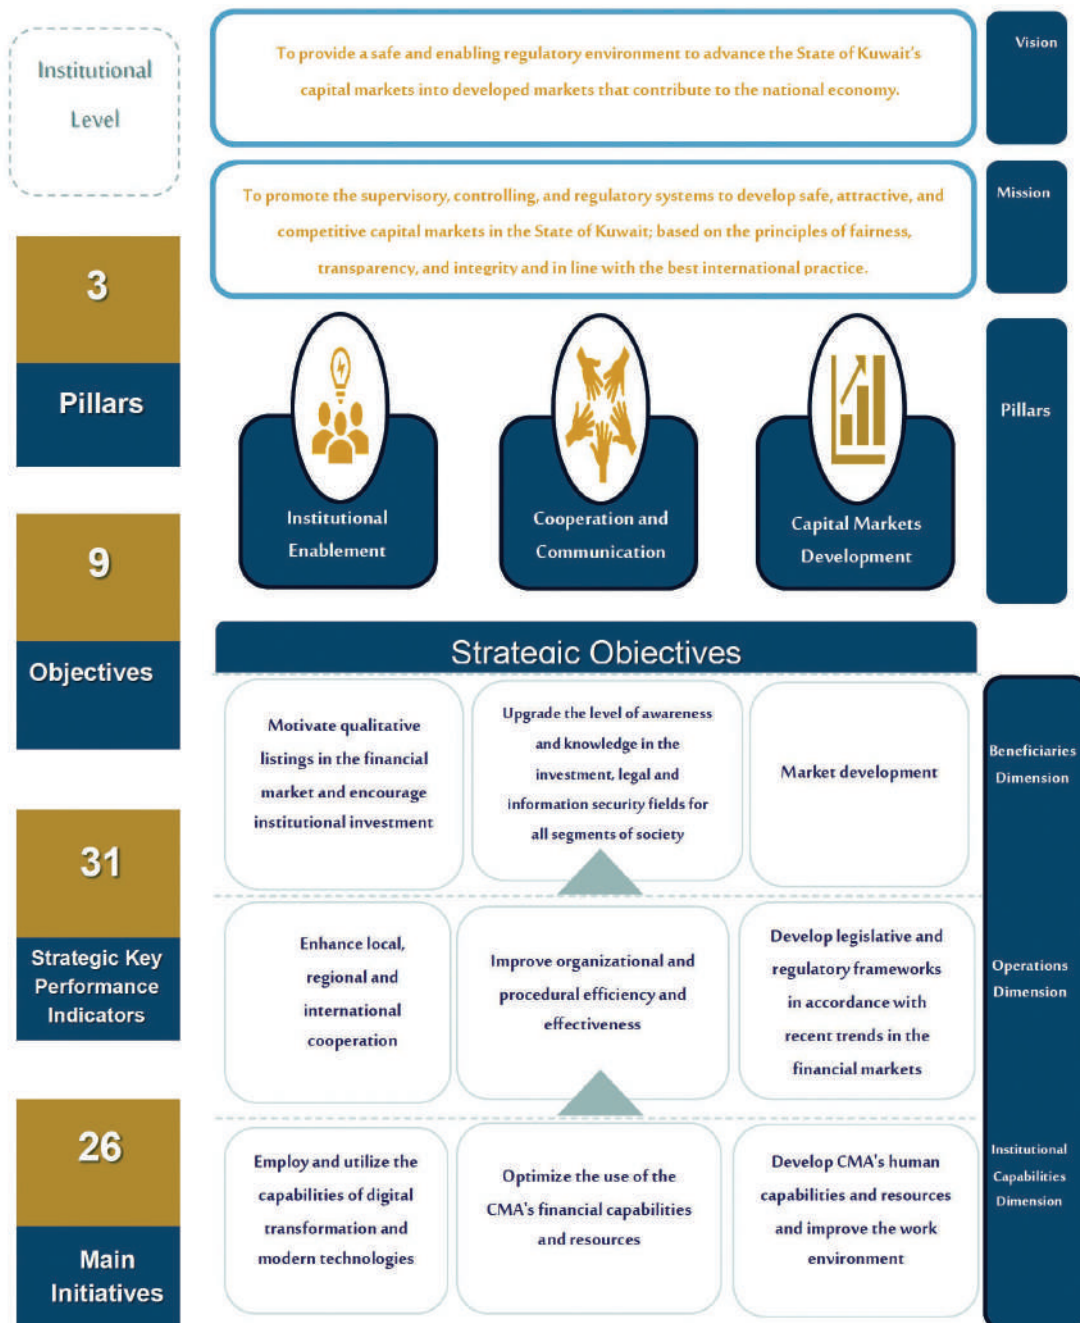 Institutional
Level
To provide a safe and enabling regulatory environment to advance the State of Kuwait's
capital markets into developed markets that contribute to the national economy.
Vision
To promote the supervisory, controlling, and regulatory systems to develop safe, attractive, and
competitive capital markets in the State of Kuwait; based on the principles of fairness,
transparency, and integrity and in line with the best international practice.
Mission
3
Pillars
Institutional
Enablement
Cooperation and
Communication
Capital Markets
Development
Pillars
9
Objectives
Strategic Objectives
Motivate qualitative
listings in the financial
market and encourage
institutional investment
Upgrade the level of awareness
and knowledge in the
investment, legal and
information security fields for
all segments of society
Market development
Beneficiaries
Dimension
31
Strategic Key
Performance
Indicators
Enhance local,
regional and
international
cooperation
Improve organizational and
procedural efficiency and
effectiveness
Develop legislative and
regulatory frameworks
in accordance with
recent trends in the
financial markets
Operations
Dimension
26
Main
Initiatives
Employ and utilize the
capabilities of digital
transformation and
modern technologies
Optimize the use of the
CMA's financial capabilities
and resources
Develop CMA's human
capabilities and resources
and improve the work
environment
Institutional
Capabilities
Dimension